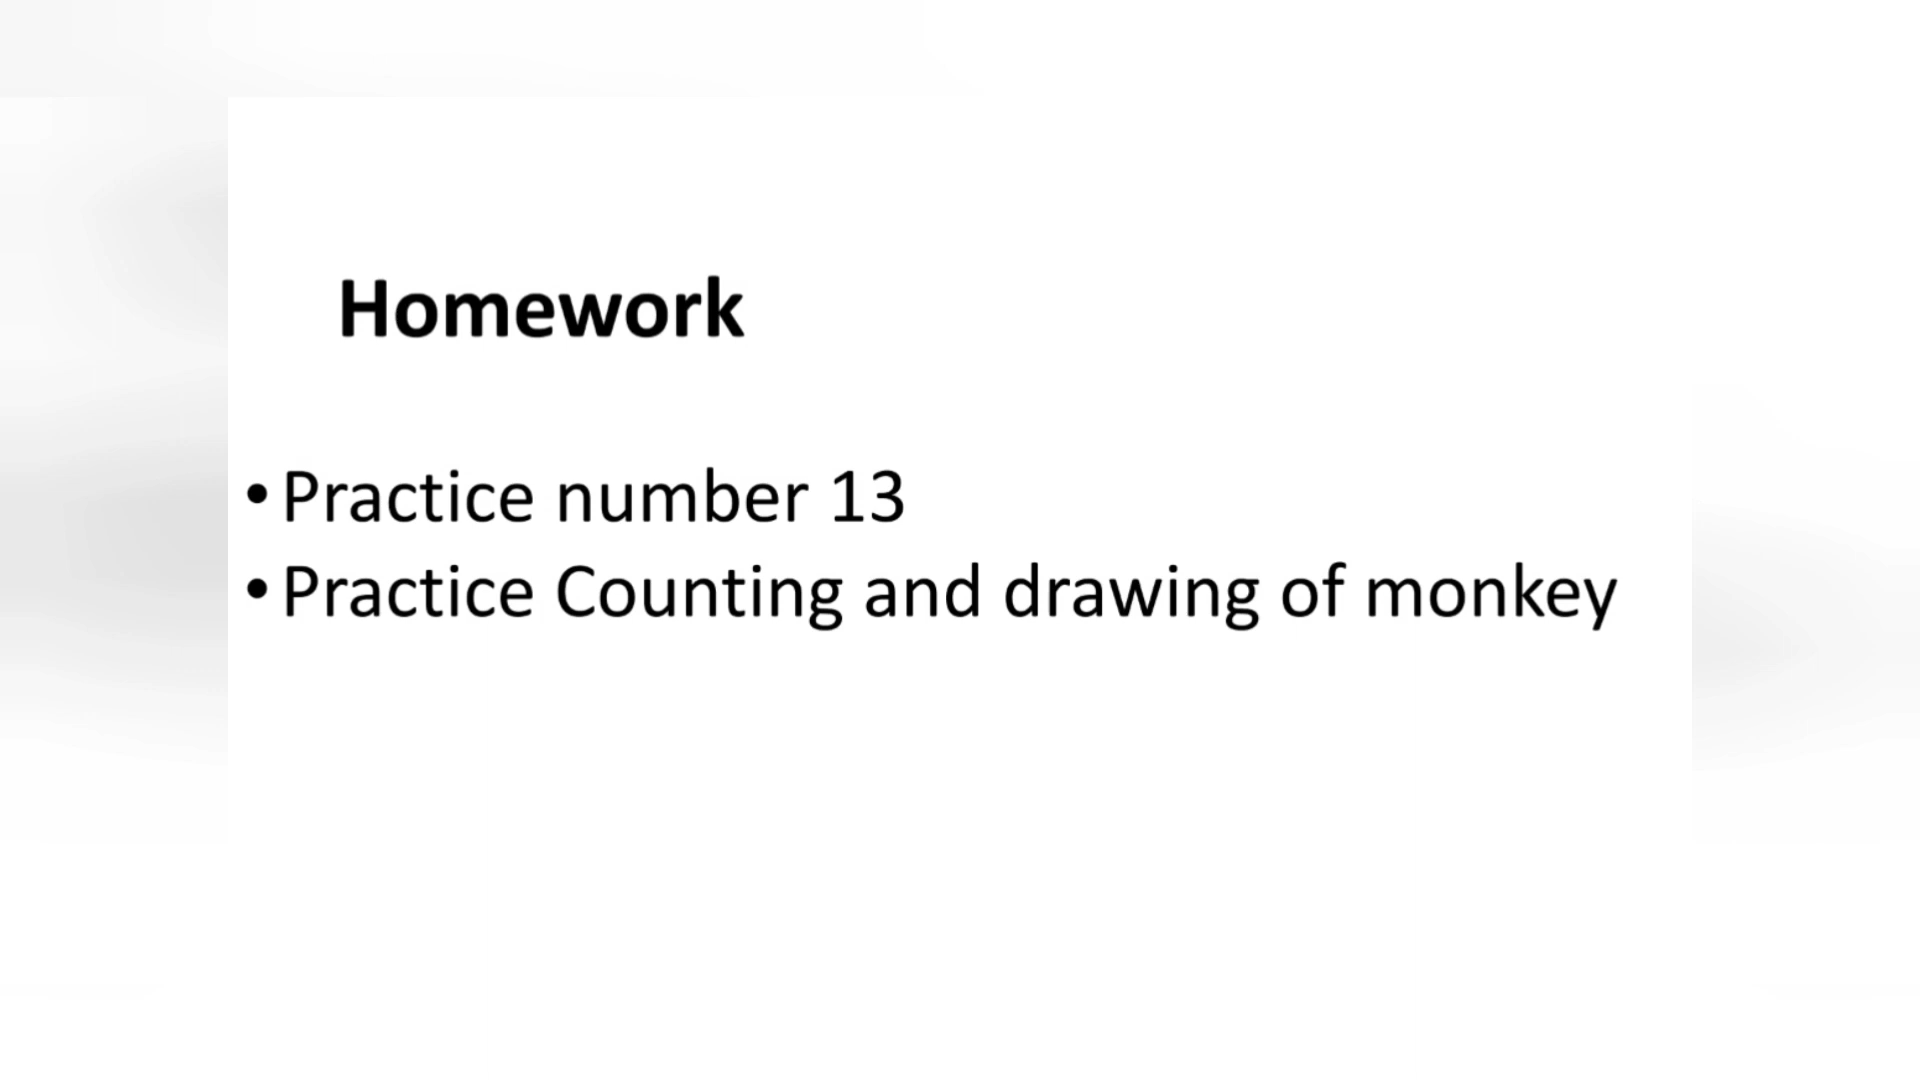 Homework
• Practice number 13
• Practice Counting and drawing of monkey